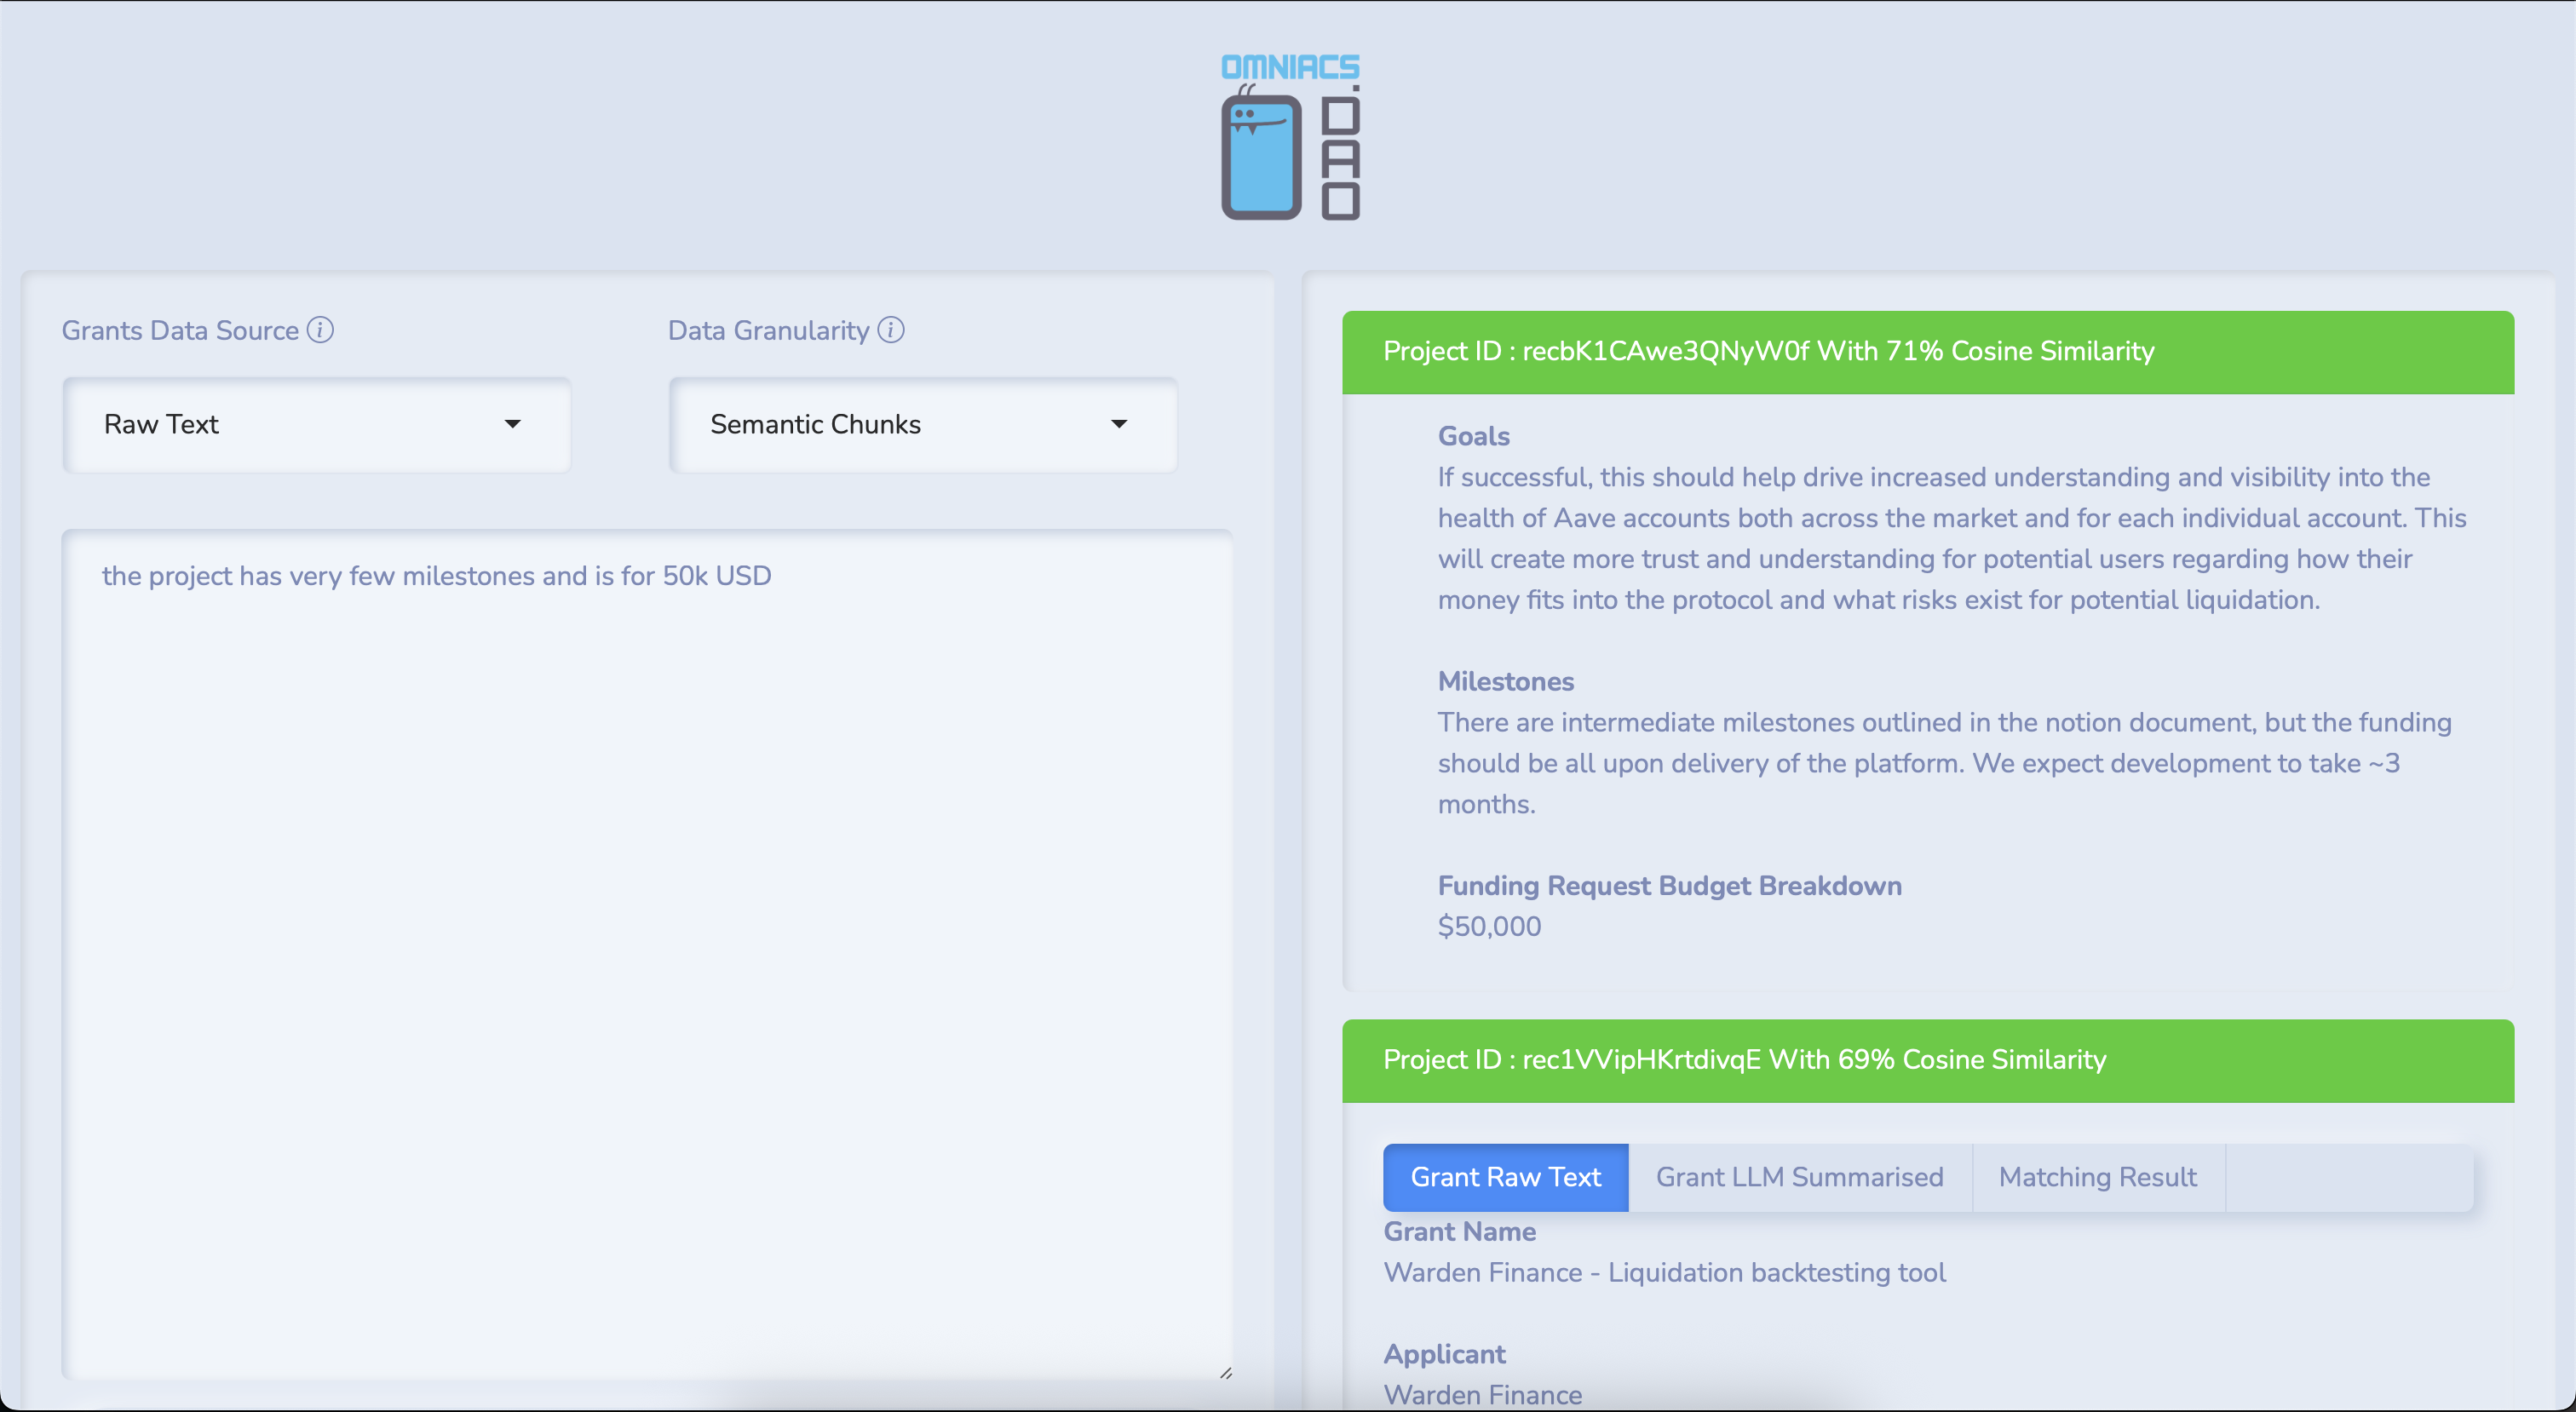 OMNIACS
.DAO
Grants Data Source
Data Granularity
Raw Text
Semantic Chunks
the project has very few milestones and is for 50k USD
Project ID : recbK1CAwe3QNyW0f With 71% Cosine Similarity
Goals
If successful, this should help drive increased understanding and visibility into the
health of Aave accounts both across the market and for each individual account. This
will create more trust and understanding for potential users regarding how their
money fits into the protocol and what risks exist for potential liquidation.
Milestones
There are intermediate milestones outlined in the notion document, but the funding
should be all upon delivery of the platform. We expect development to take ~3
months.
Funding Request Budget Breakdown
$50,000
Project ID : rec1VVipHKrtdivqE With 69% Cosine Similarity
Grant Raw Text
Grant LLM Summarised
Matching Result
Grant Name
Warden Finance - Liquidation backtesting tool
Applicant
Warden Finance